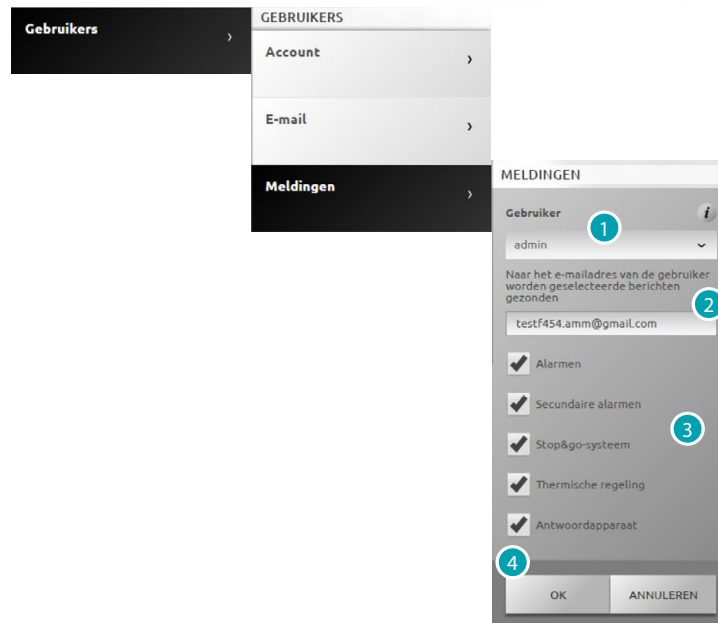 Gebruikers
GEBRUIKERS
Account
E-mail
Meldingen
MELDINGEN
Gebruiker
i
1
admin
Naar het e-mailadres van de gebruiker
worden geselecteerde berichten
gezonden
2
testf454.amm@gmail.com
Alarmen
Secundaire alarmen
3
Stop&go-systeem
Thermische regeling
Antwoordapparaat
4
OK
ANNULEREN